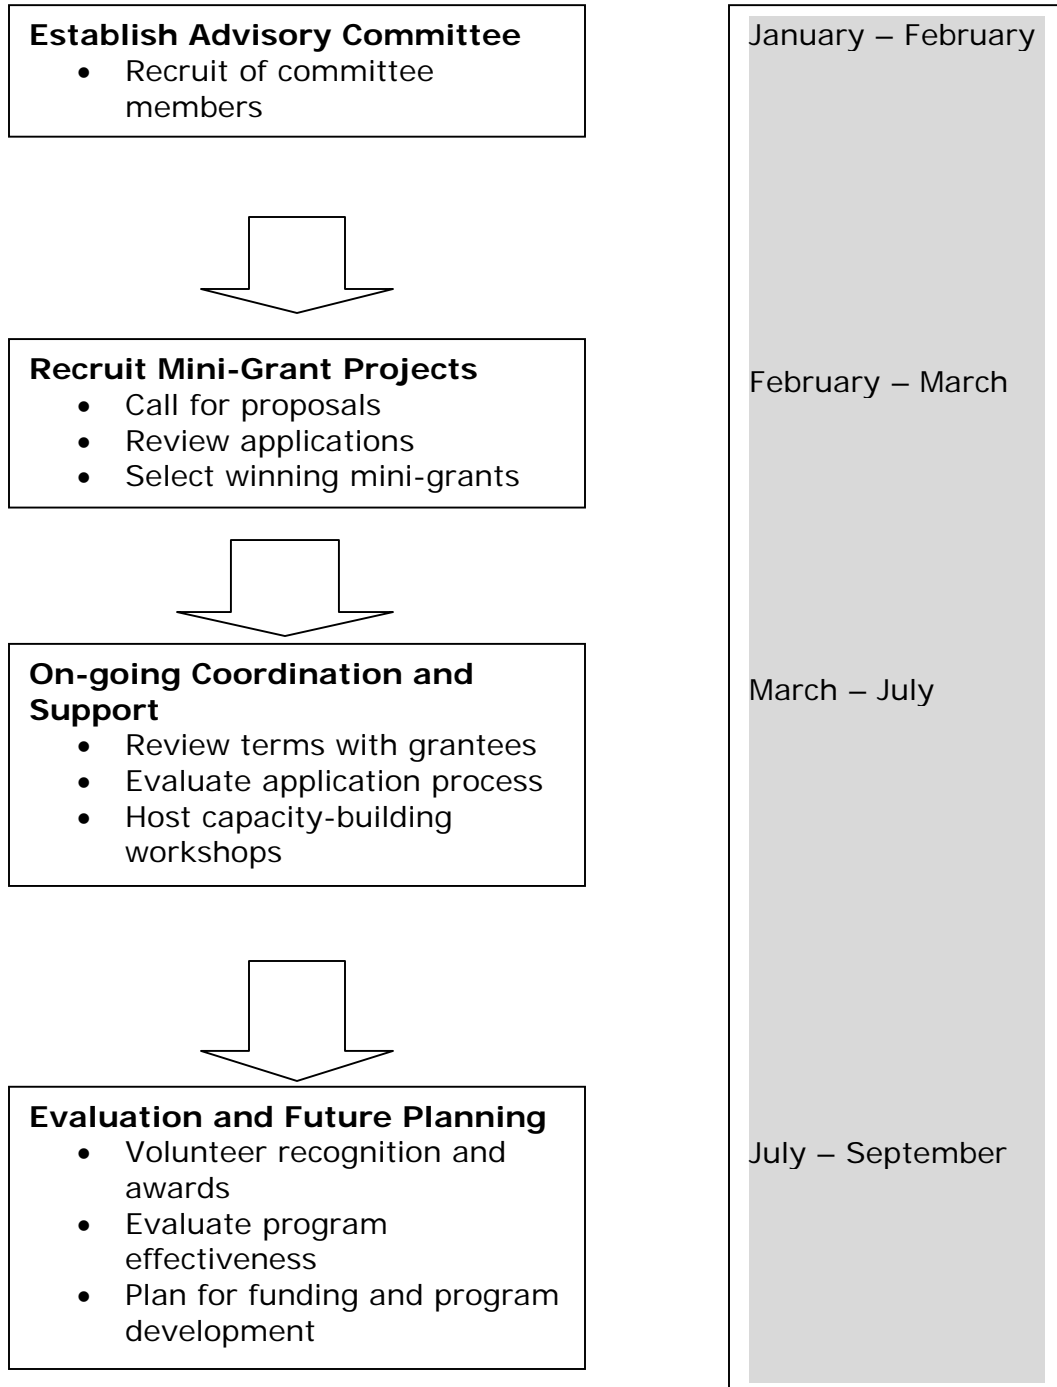 Establish Advisory Committee
• Recruit of committee
members
January – February
Recruit Mini-Grant Projects
• Call for proposals
• Review applications
• Select winning mini-grants
February – March
On-going Coordination and
Support
• Review terms with grantees
• Evaluate application process
• Host capacity-building
workshops
March – July
Evaluation and Future Planning
• Volunteer recognition and
awards
• Evaluate program
effectiveness
• Plan for funding and program
development
July – September